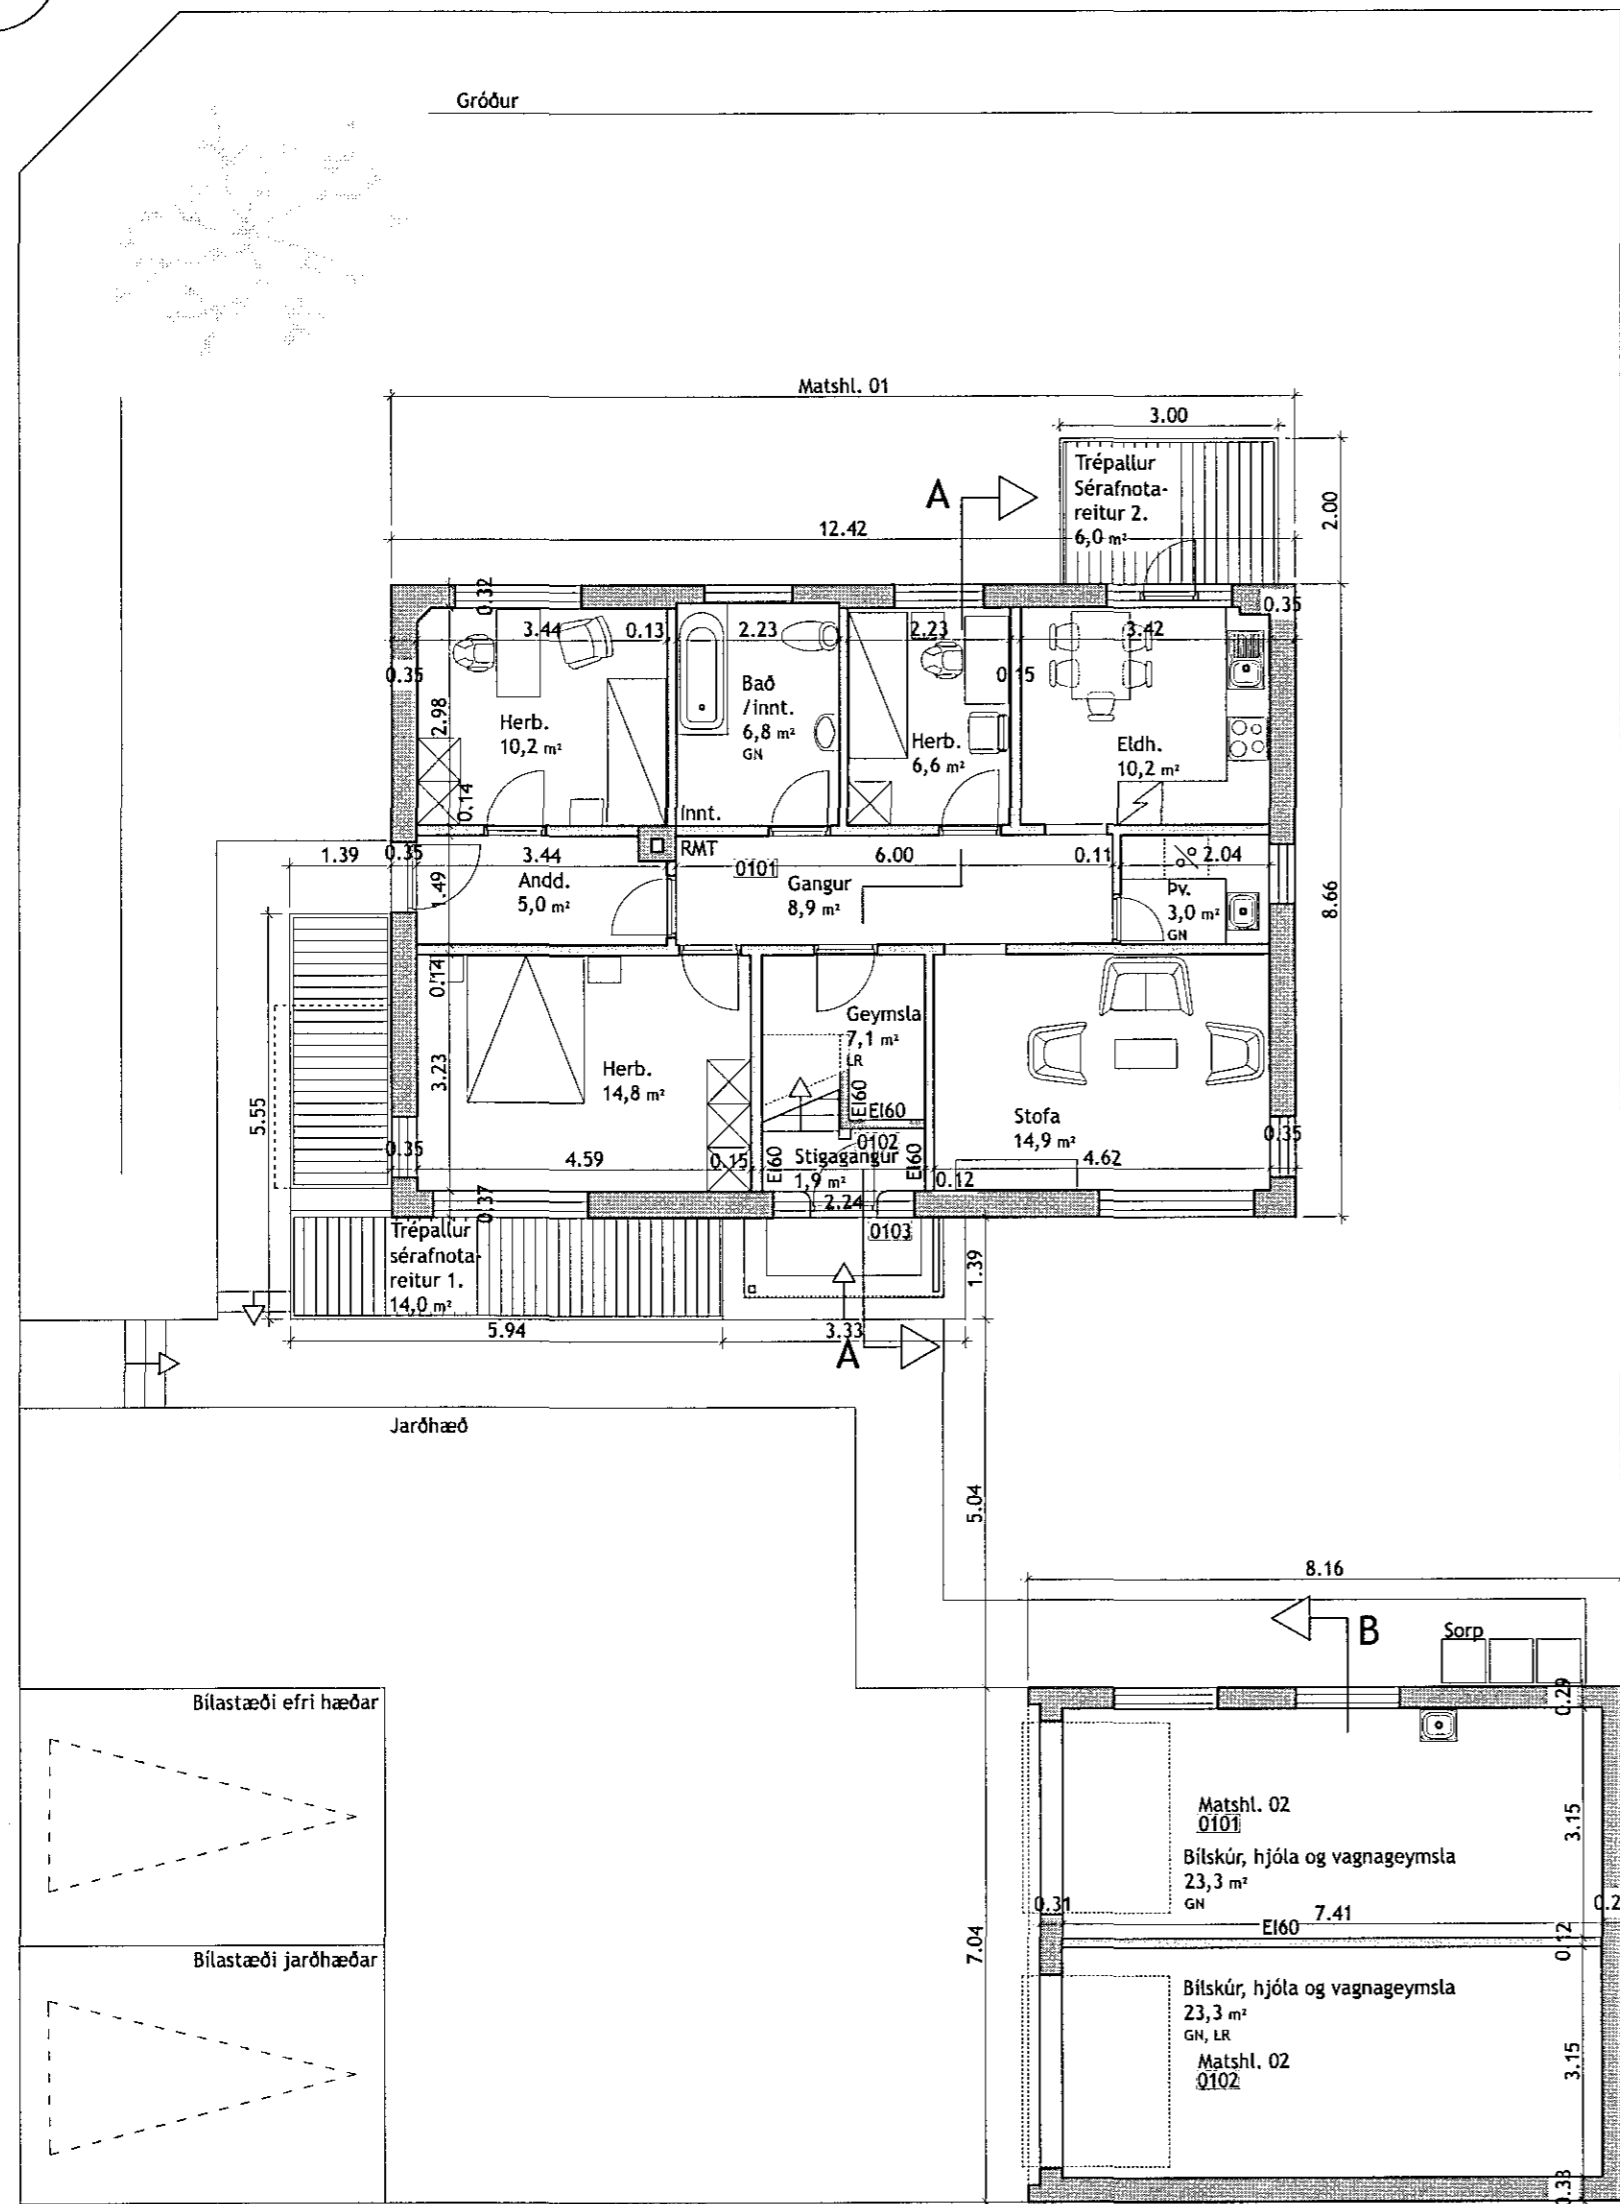 Gróður
Matshl. 01
3.00
Trépallur
Sérafnota-
reitur 2.
6,0 m²
2.00
A
12.42
0.32
0.35
3.44
0.13
2.23
2.23
3.42
0.35
0.15
2.98
Herb.
10,2 m²
Bað
/innt.
6,8 m²
GN
Herb.
6,6 m²
Eldh.
10,2 m²
0.14
Innt.
RMT
1.39
0.35
3.44
0101
6.00
0.11
2.04
1.49
Andd.
5,0 m²
Gangur
8,9 m²
Þv.
3,0 m²
GN
8.66
0.14
Geymsla
7,1 m²
LR
EI60
EI60
3.23
Herb.
14,8 m²
5.55
Stofa
14,9 m²
0.35
0102
0.35
4.59
0.15
EI60
Stigagangur
1,9 m²
EI60
4.62
0.12
0.37
2.24
0103
Trépallur
sérafnota-
reitur 1.
14,0 m²
1.39
5.94
3.33
A
Jarðhæð
5.04
8.16
B
Sorp
0.29
Bílastæði efri hæðar
Matshl. 02
0101
3.15
Bílskúr, hjóla og vagnageymsla
23,3 m²
GN
0.31
7.41
0.2
EI60
0.12
7.04
Bílastæði jarðhæðar
Bílskúr, hjóla og vagnageymsla
23,3 m²
GN, LR
Matshl. 02
0102
3.15
0.33